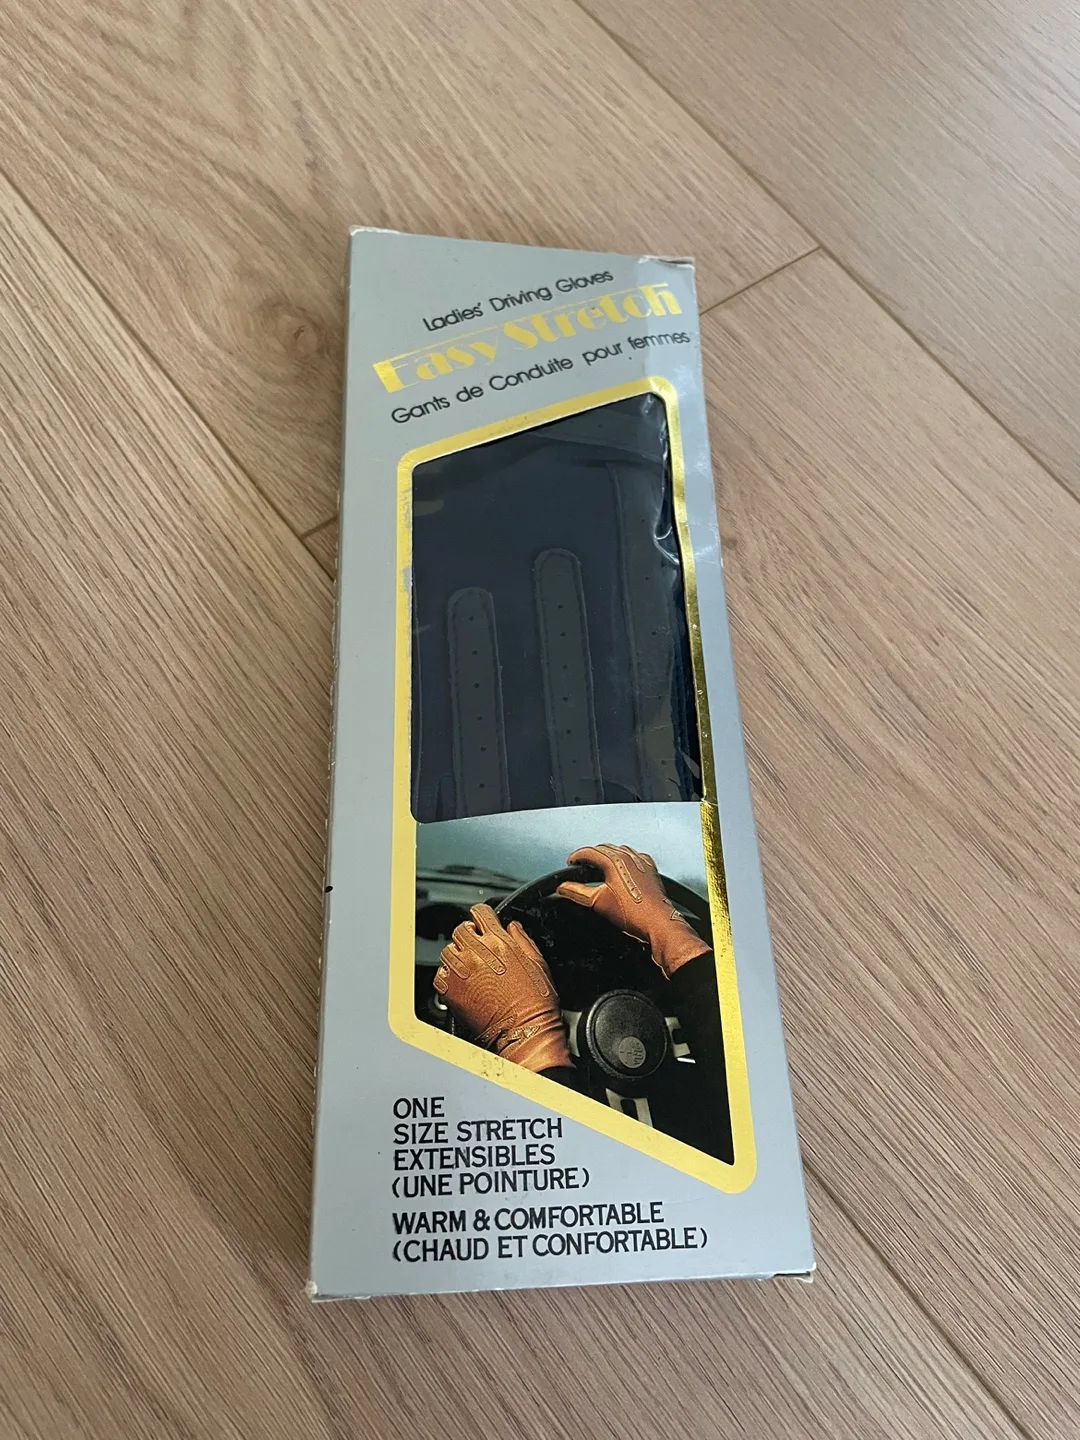 Ladies' Driving Gloves
Easy Stretch
Gants de Conduite pour femmes
ONE
SIZE STRETCH
EXTENSIBLES
(UNE POINTURE)
WARM & COMFORTABLE
(CHAUD ET CONFORTABLE)